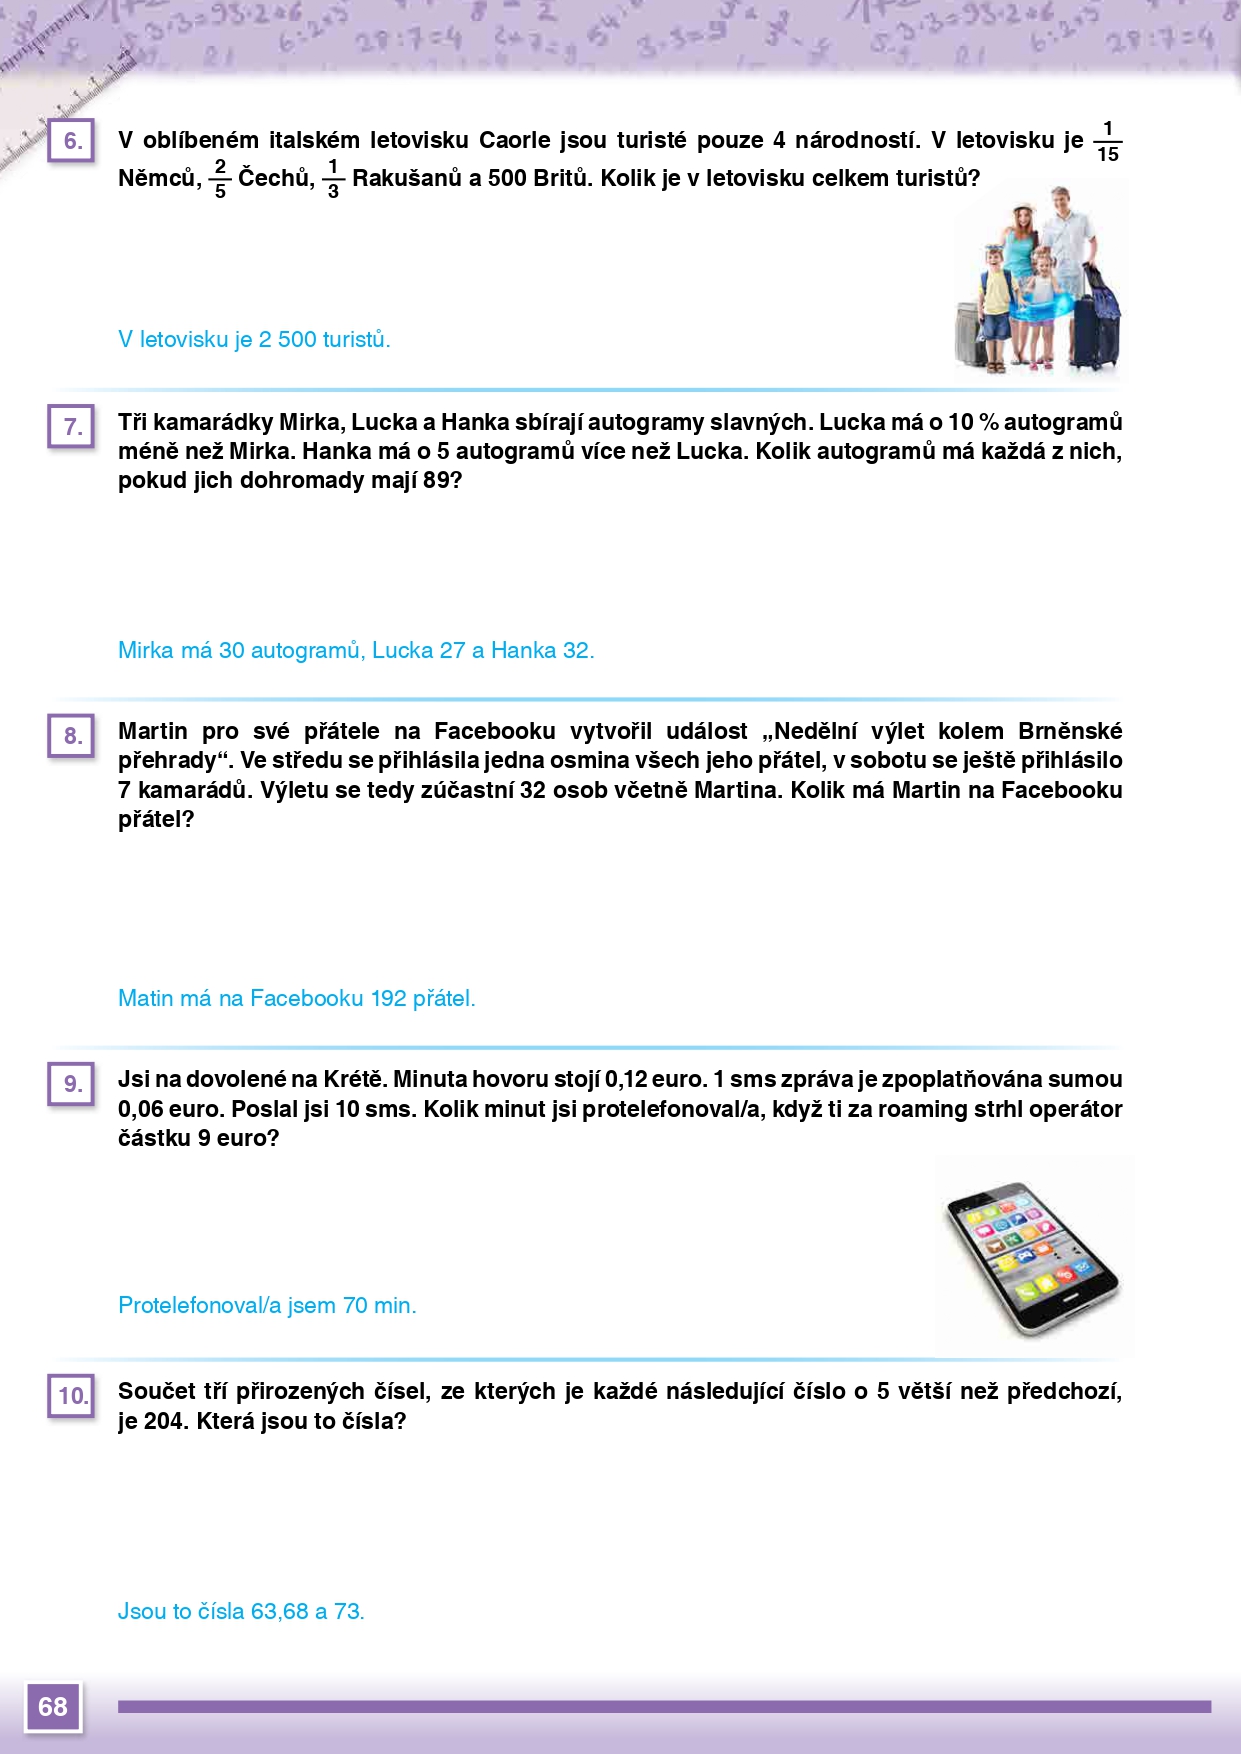 6.
V oblíbeném italském letovisku Caorle jsou turisté pouze 4 národností. V letovisku je 1/15
Němců, 2/5 Čechů, 1/3 Rakušanů a 500 Britů. Kolik je v letovisku celkem turistů?
V letovisku je 2 500 turistů.
7.
Tři kamarádky Mirka, Lucka a Hanka sbírají autogramy slavných. Lucka má o 10 % autogramů
méně než Mirka. Hanka má o 5 autogramů více než Lucka. Kolik autogramů má každá z nich,
pokud jich dohromady mají 89?
Mirka má 30 autogramů, Lucka 27 a Hanka 32.
8.
Martin pro své přátele na Facebooku vytvořil událost „Nedělní výlet kolem Brněnské
přehrady“. Ve středu se přihlásila jedna osmina všech jeho přátel, v sobotu se ještě přihlásilo
7 kamarádů. Výletu se tedy zúčastní 32 osob včetně Martina. Kolik má Martin na Facebooku
přátel?
Matin má na Facebooku 192 přátel.
9.
Jsi na dovolené na Krétě. Minuta hovoru stojí 0,12 euro. 1 sms zpráva je zpoplatňována sumou
0,06 euro. Poslal jsi 10 sms. Kolik minut jsi protelefonoval/a, když ti za roaming strhl operátor
částku 9 euro?
Protelefonoval/a jsem 70 min.
10.
Součet tří přirozených čísel, ze kterých je každé následující číslo o 5 větší než předchozí,
je 204. Která jsou to čísla?
Jsou to čísla 63,68 a 73.
68